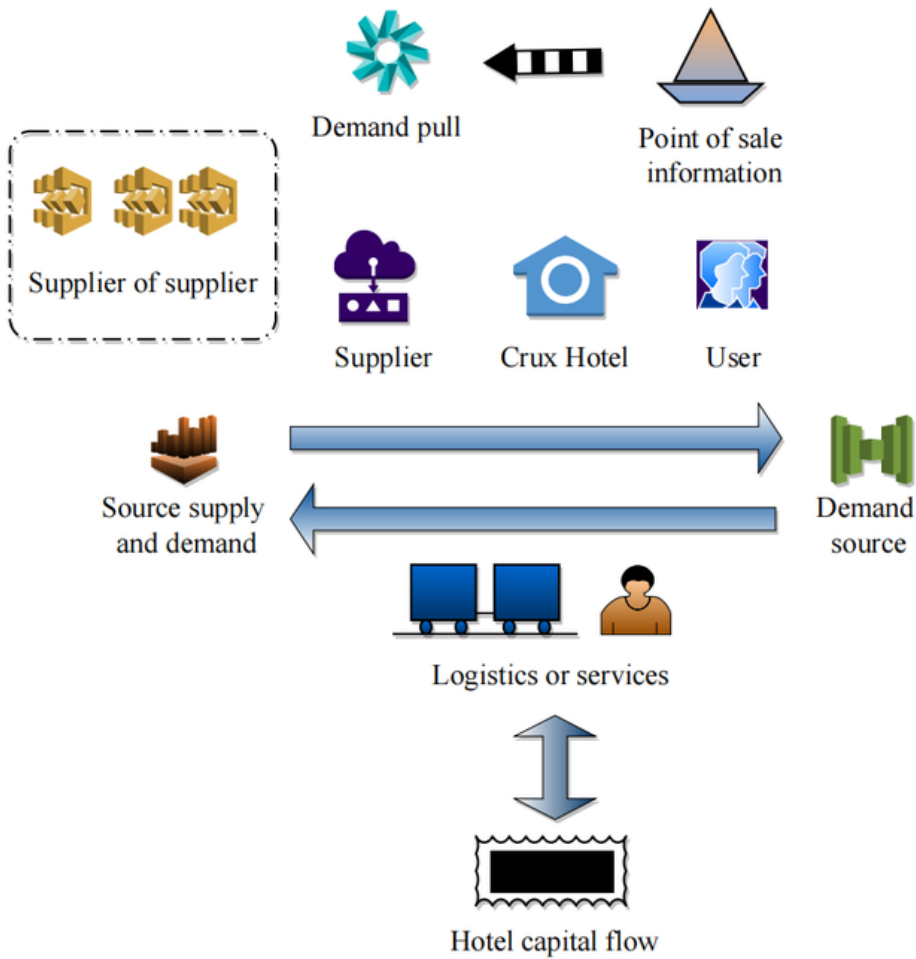 Demand pull
Point of sale
information
Supplier of supplier
Supplier
Crux Hotel
User
Source supply
and demand
Demand
source
Logistics or services
Hotel capital flow